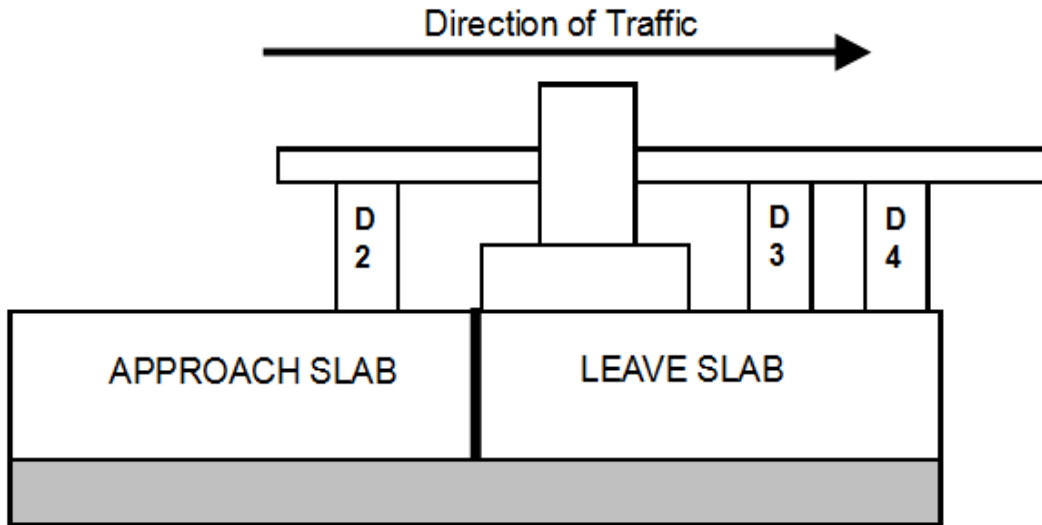 Direction of Traffic
D
2
D
3
D
4
APPROACH SLAB
LEAVE SLAB